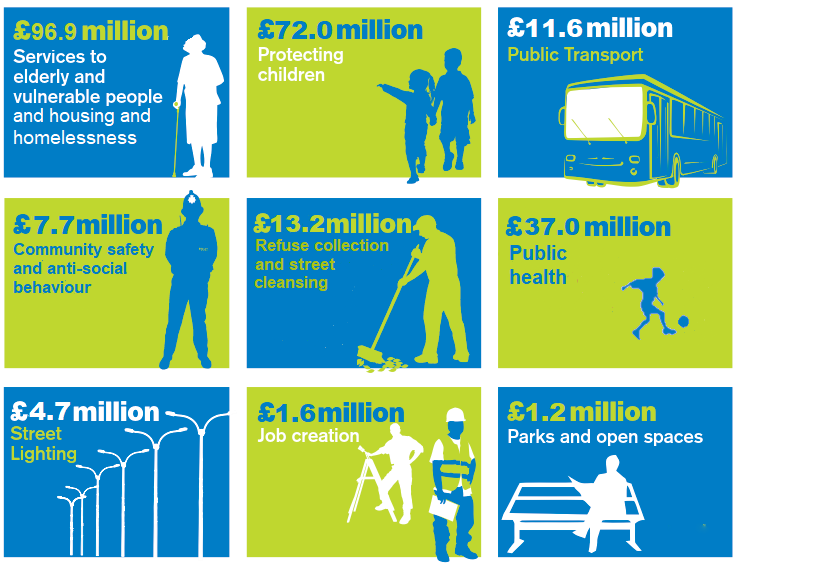 £96.9 million
Services to
elderly and
vulnerable people
and housing and
homelessness
£72.0 million
Protecting
children
£11.6 million
Public Transport
£7.7 million
Community safety
and anti-social
behaviour
£13.2 million
Refuse collection
and street
cleansing
£37.0 million
Public
health
£4.7 million
Street
Lighting
£1.6 million
Job creation
£1.2 million
Parks and open spaces